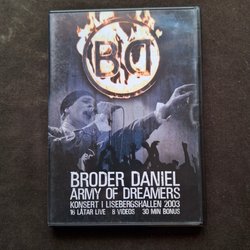 BD
BRODER DANIEL
ARMY OF DREAMERS
KONSERT I LISEBERGSHALLEN 2003
16 LÅTAR LIVE 8 VIDEOS 30 MIN BONUS